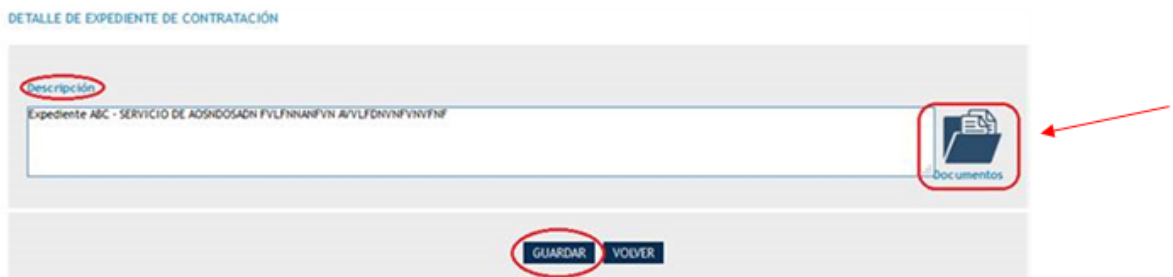 DETALLE DE EXPEDIENTE DE CONTRATACIÓN
Descripción
Expediente ABC - SERVICIO DE AOSNDOSADN FVLFNNANFVN AVVLFDNVNFVNVFNF
Documentos
GUARDAR VOLVER